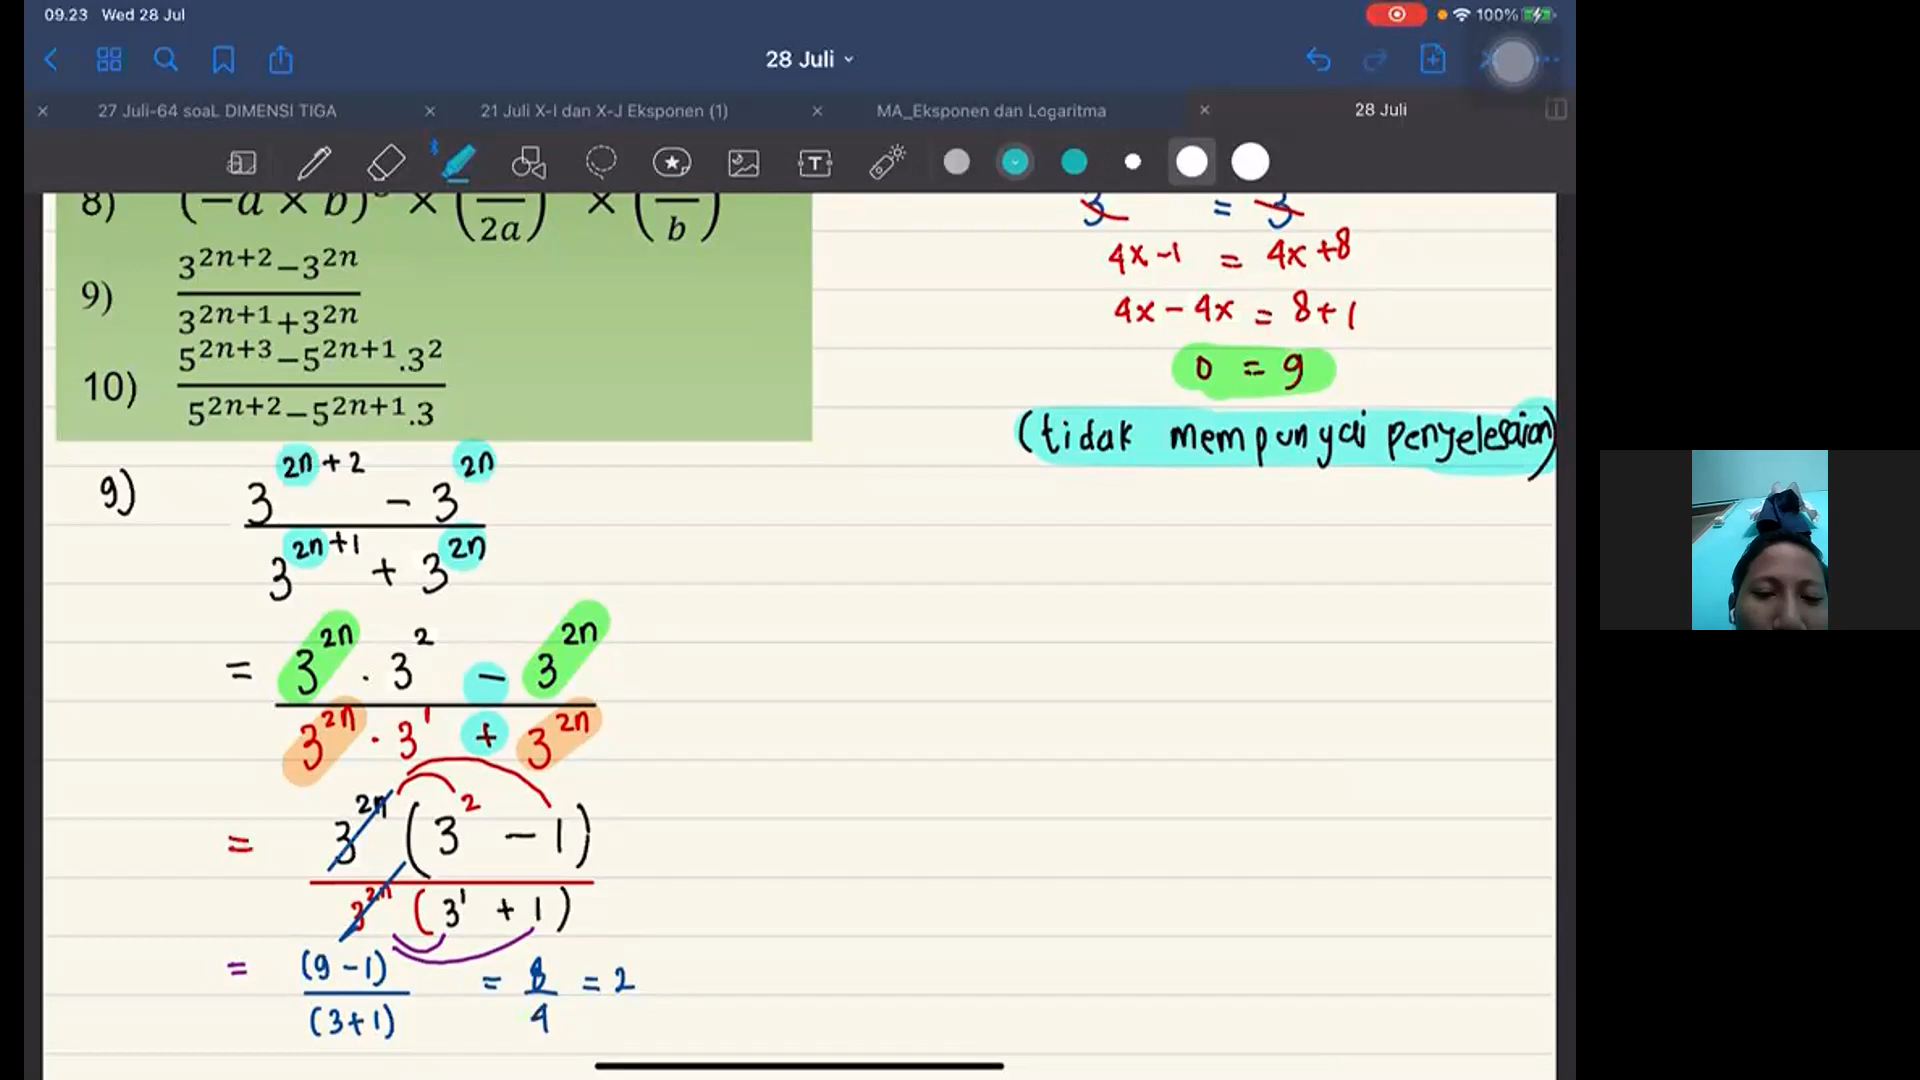 09.23 Wed 28 Jul
100%
28 Juli
27 Juli-64 soaL DIMENSI TIGA
21 Juli X-I dan X-J Eksponen (1)
MA_Eksponen dan Logaritma
28 Juli
8) (−a × b) × ( / 2a) × ( / b)
9) 3^(2n+2) − 3^(2n) / 3^(2n+1) + 3^(2n)
10) 5^(2n+3) − 5^(2n+1).3^2 / 5^(2n+2) − 5^(2n+1).3
3 = 3
4x − 1 = 4x + 8
4x − 4x = 8 + 1
0 = 9
(tidak mempunyai penyelesaian)
9) 3^(2n+2) − 3^(2n) / 3^(2n+1) + 3^(2n)
= 3^(2n) · 3^2 − 3^(2n) / 3^(2n) · 3^1 + 3^(2n)
= 3^(2n) (3^2 − 1) / 3^(2n) (3^1 + 1)
= (9 − 1) / (3 + 1) = 8 / 4 = 2